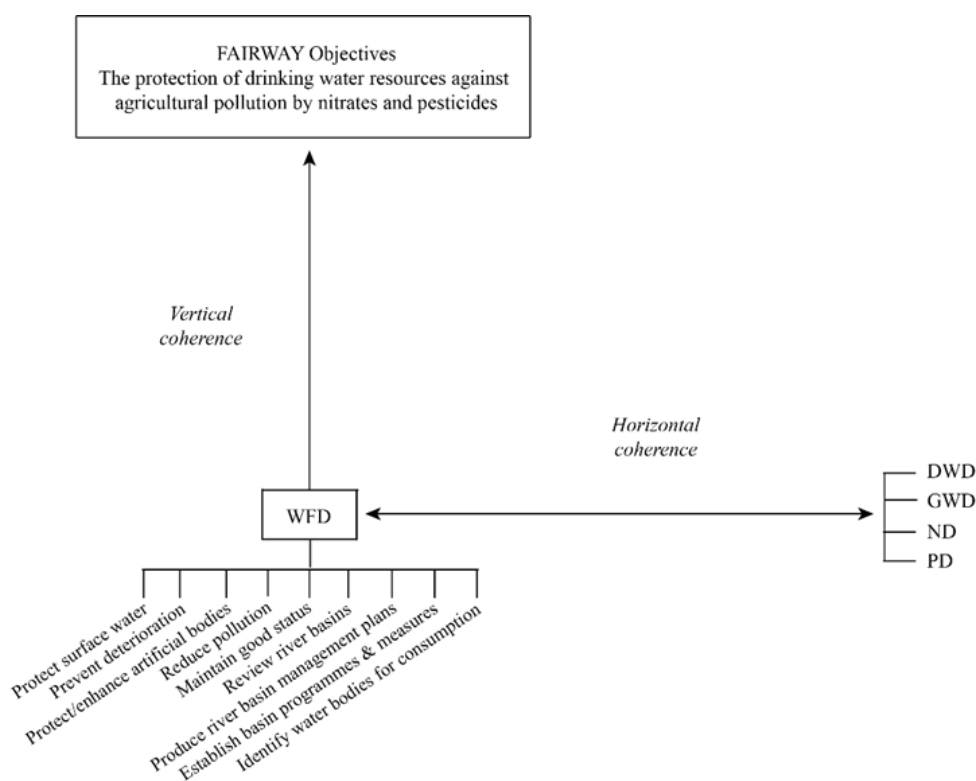 FAIRWAY Objectives
The protection of drinking water resources against
agricultural pollution by nitrates and pesticides
Vertical
coherence
Horizontal
coherence
WFD
DWD
GWD
ND
PD
Protect surface water
Prevent deterioration
Protect/enhance artificial bodies
Reduce pollution
Maintain good status
Review river basins
Produce river basin management plans
Establish basin programmes & measures
Identify water bodies for consumption